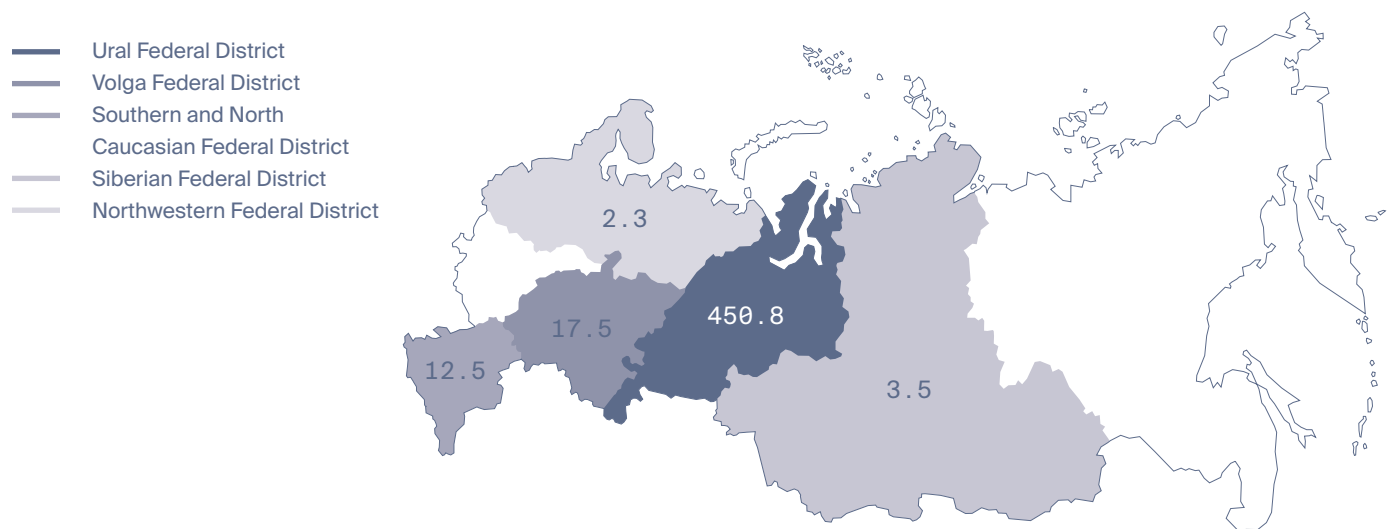 Ural Federal District
Volga Federal District
Southern and North
Caucasian Federal District
Siberian Federal District
Northwestern Federal District
2.3
450.8
17.5
12.5
3.5